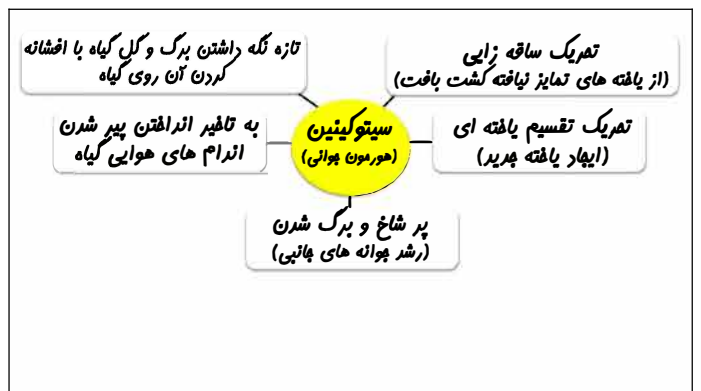 تحریک ساقه زایی
(از یاخته های تمایز نیافته کشت بافت)
تازه نگه داشتن برگ و گل گیاه با افشانه
کردن آن روی گیاه
سیتوکینین
(هورمون جوانی)
تحریک تقسیم یاخته ای
(ایجاد یاخته جدید)
به تاخیر انداختن پیر شدن
اندام های هوایی گیاه
پر شاخ و برگ شدن
(رشد جوانه های جانبی)